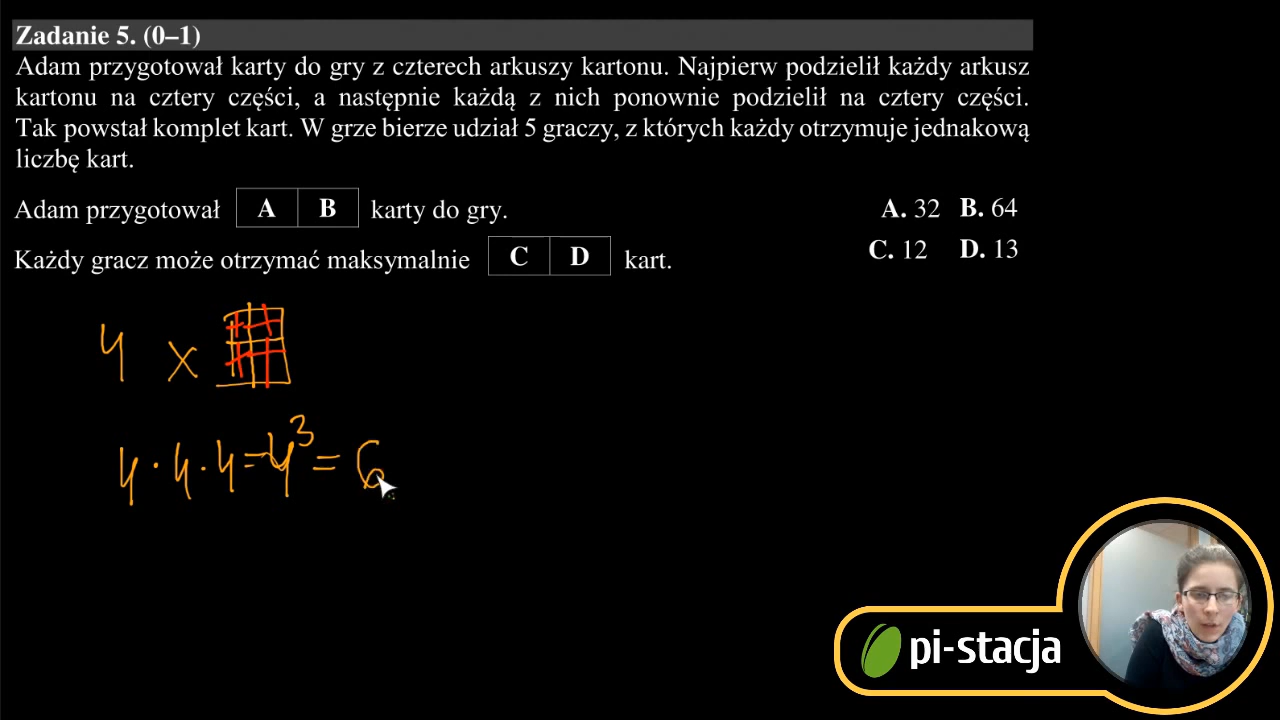 Zadanie 5. (0–1)
Adam przygotował karty do gry z czterech arkuszy kartonu. Najpierw podzielił każdy arkusz
kartonu na cztery części, a następnie każdą z nich ponownie podzielił na cztery części.
Tak powstał komplet kart. W grze bierze udział 5 graczy, z których każdy otrzymuje jednakową
liczbę kart.
Adam przygotował A B karty do gry. A. 32 B. 64
Każdy gracz może otrzymać maksymalnie C D kart. C. 12 D. 13
4 x
4 · 4 · 4 = 4³ = 6
pi-stacja